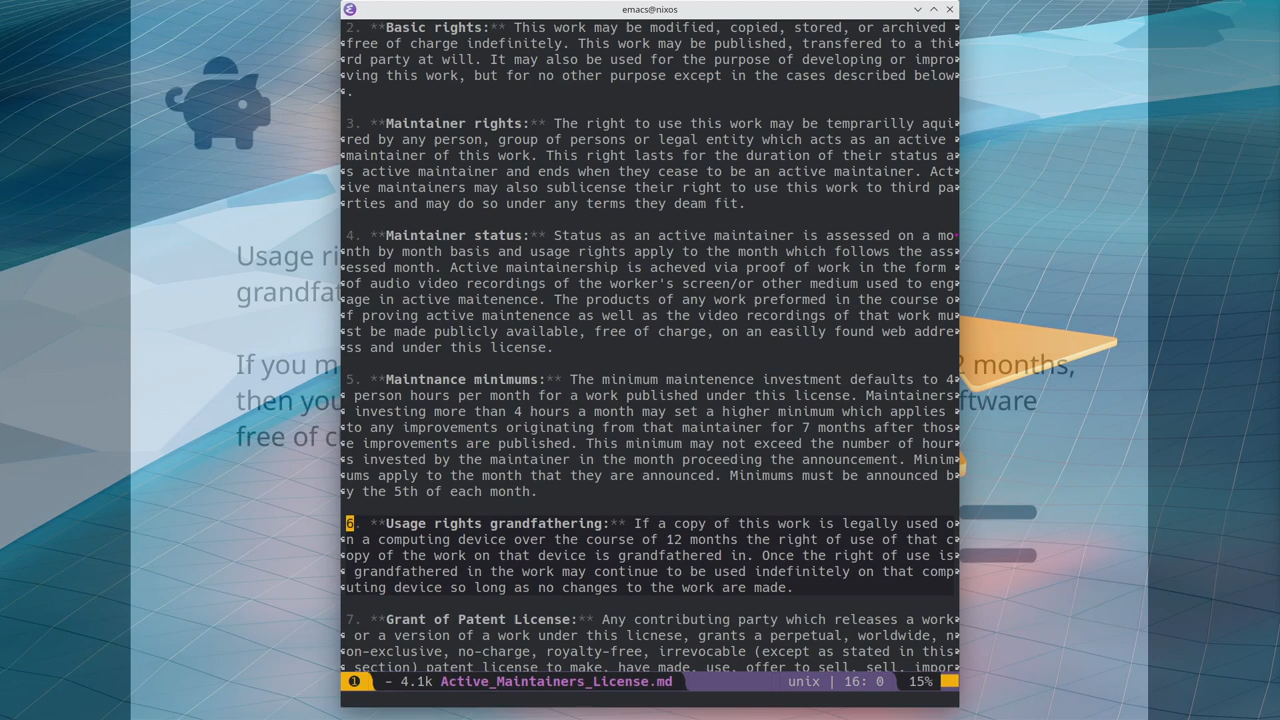 emacs@nixos
2. **Basic rights:** This work may be modified, copied, stored, or archived
free of charge indefinitely. This work may be published, transfered to a thi
rd party at will. It may also be used for the purpose of developing or impro
ving this work, but for no other purpose except in the cases described below
.
3. **Maintainer rights:** The right to use this work may be temprarilly aqui
red by any person, group of persons or legal entity which acts as an active
maintainer of this work. This right lasts for the duration of their status a
s active maintainer and ends when they cease to be an active maintainer. Act
ive maintainers may also sublicense their right to use this work to third pa
rties and may do so under any terms they deam fit.
4. **Maintainer status:** Status as an active maintainer is assessed on a mo
nth by month basis and usage rights apply to the month which follows the ass
essed month. Active maintainership is acheved via proof of work in the form
of audio video recordings of the worker's screen/or other medium used to eng
age in active maitenence. The products of any work preformed in the course o
f proving active maintenence as well as the video recordings of that work mu
st be made publicly available, free of charge, on an easilly found web addre
ss and under this license.
5. **Maintnance minimums:** The minimum maintenence investment defaults to 4
person hours per month for a work published under this license. Maintainers
investing more than 4 hours a month may set a higher minimum which applies
to any improvements originating from that maintainer for 7 months after thos
e improvements are published. This minimum may not exceed the number of hour
s invested by the maintainer in the month proceeding the announcement. Minim
ums apply to the month that they are announced. Minimums must be announced b
y the 5th of each month.
6. **Usage rights grandfathering:** If a copy of this work is legally used o
n a computing device over the course of 12 months the right of use of that c
opy of the work on that device is grandfathered in. Once the right of use is
grandfathered in the work may continue to be used indefinitely on that comp
uting device so long as no changes to the work are made.
7. **Grant of Patent License:** Any contributing party which releases a work
or a version of a work under this licnese, grants a perpetual, worldwide, n
on-exclusive, no-charge, royalty-free, irrevocable (except as stated in this
section) patent license to make, have made, use, offer to sell, sell, impor
1 - 4.1k Active_Maintainers_License.md unix | 16: 0 15%
Usage
If you 2 months,
then
free of